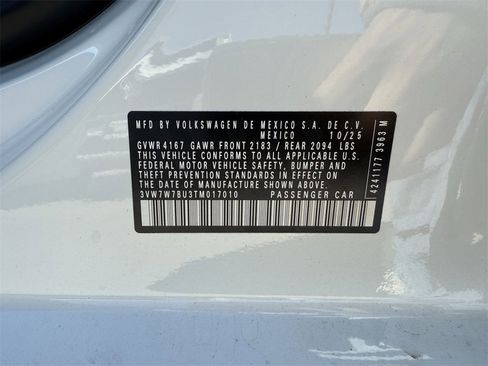 MFD BY VOLKSWAGEN DE MEXICO S.A. DE C.V.
MEXICO 10/25
GVWR4167 GAWR FRONT 2183 / REAR 2094 LBS
THIS VEHICLE CONFORMS TO ALL APPLICABLE U.S.
FEDERAL MOTOR VEHICLE SAFETY, BUMPER AND
THEFT PREVENTION STANDARDS IN EFFECT ON THE
DATE OF MANUFACTURE SHOWN ABOVE.
3VW7W7BU3TM017010 PASSENGER CAR
4241177 3963 M